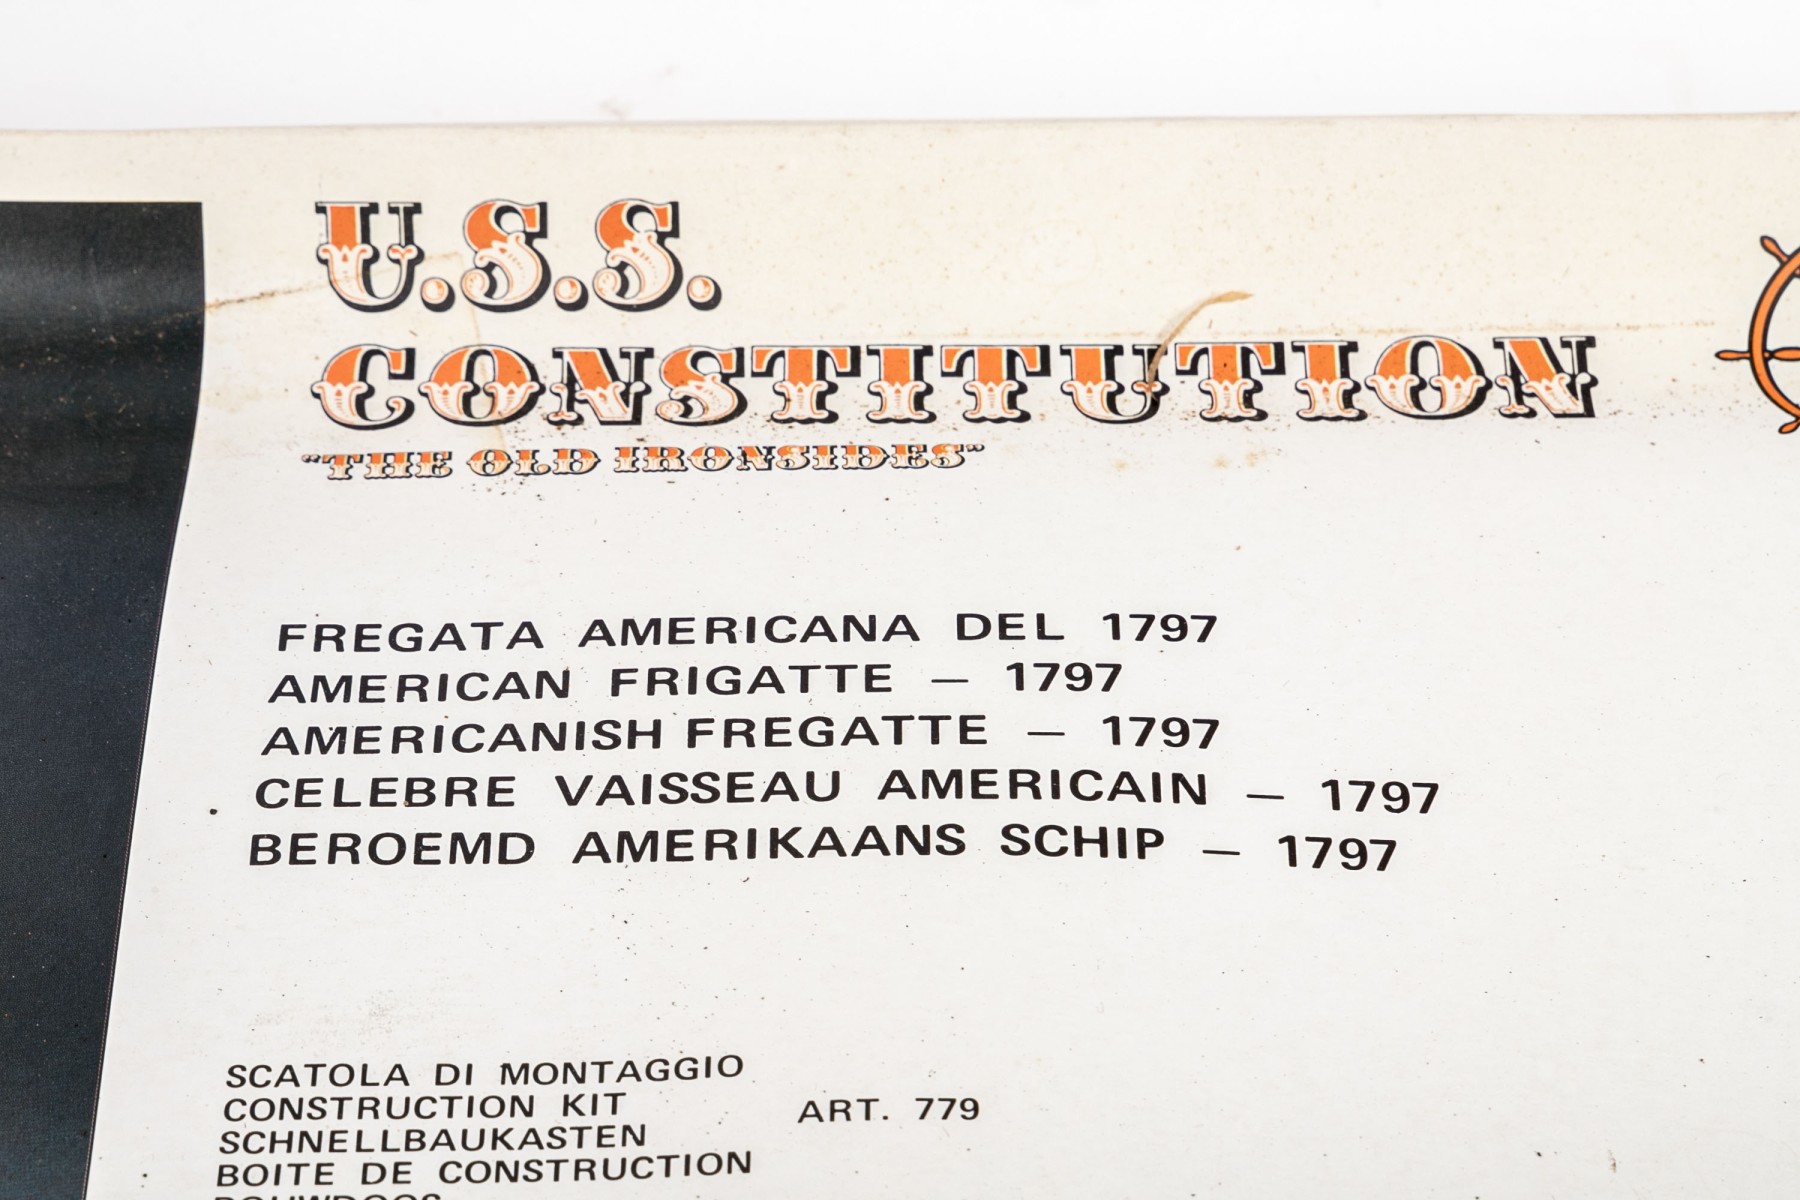 U.S.S.
CONSTITUTION
"THE OLD IRONSIDES"
FREGATA AMERICANA DEL 1797
AMERICAN FRIGATTE — 1797
AMERICANISH FREGATTE — 1797
CELEBRE VAISSEAU AMERICAIN — 1797
BEROEMD AMERIKAANS SCHIP — 1797
SCATOLA DI MONTAGGIO
CONSTRUCTION KIT
ART. 779
SCHNELLBAUKASTEN
BOITE DE CONSTRUCTION